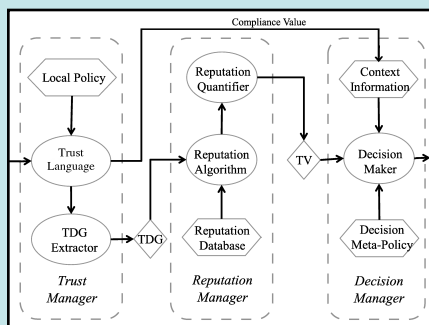 Compliance Value
Local Policy
Trust
Language
TDG
Extractor
TDG
Trust
Manager
Reputation
Quantifier
Reputation
Algorithm
Reputation
Database
Reputation
Manager
TV
Context
Information
Decision
Maker
Decision
Meta-Policy
Decision
Manager